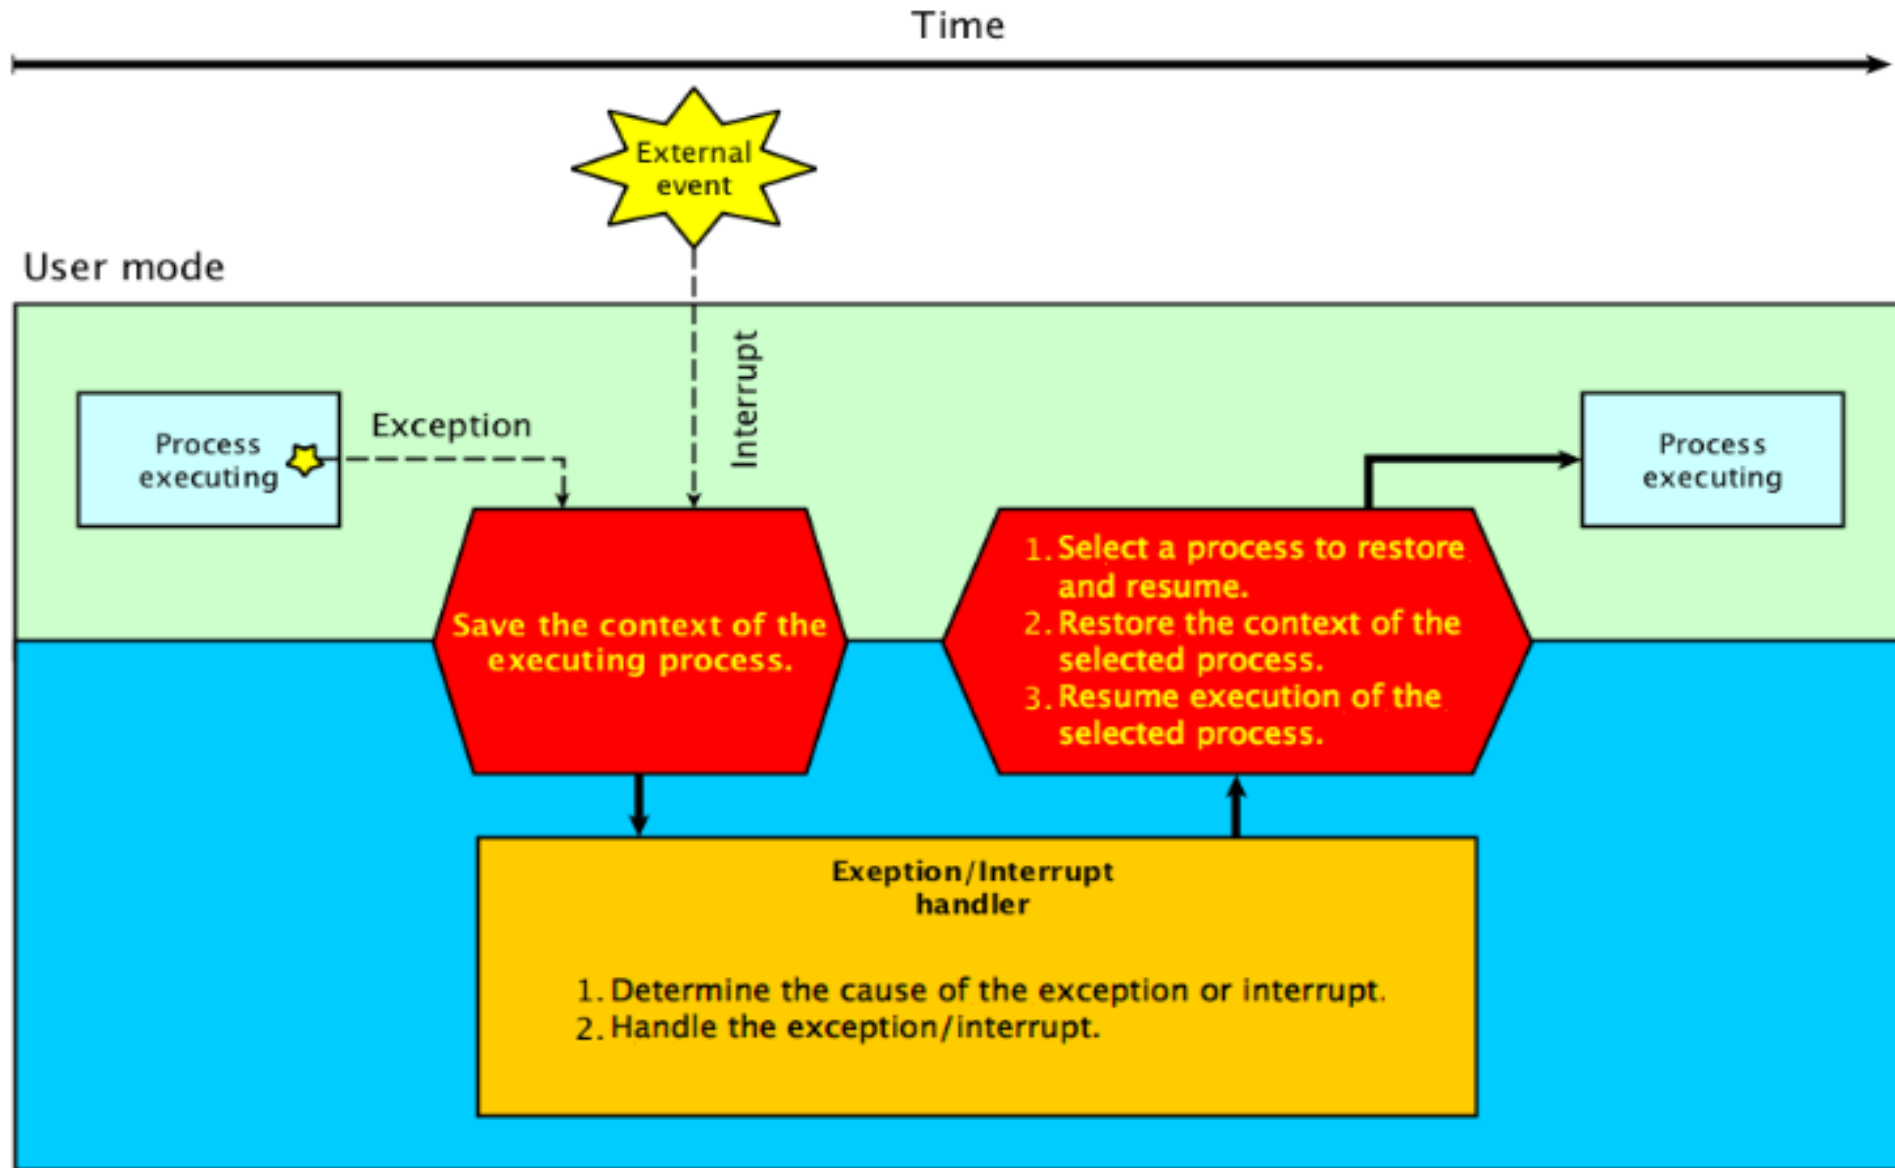 Time
External
event
User mode
Interrupt
Exception
Process
executing
Process
executing
Save the context of the
executing process.
1. Select a process to restore
and resume.
2. Restore the context of the
selected process.
3. Resume execution of the
selected process.
Exeption/Interrupt
handler
1. Determine the cause of the exception or interrupt.
2. Handle the exception/interrupt.